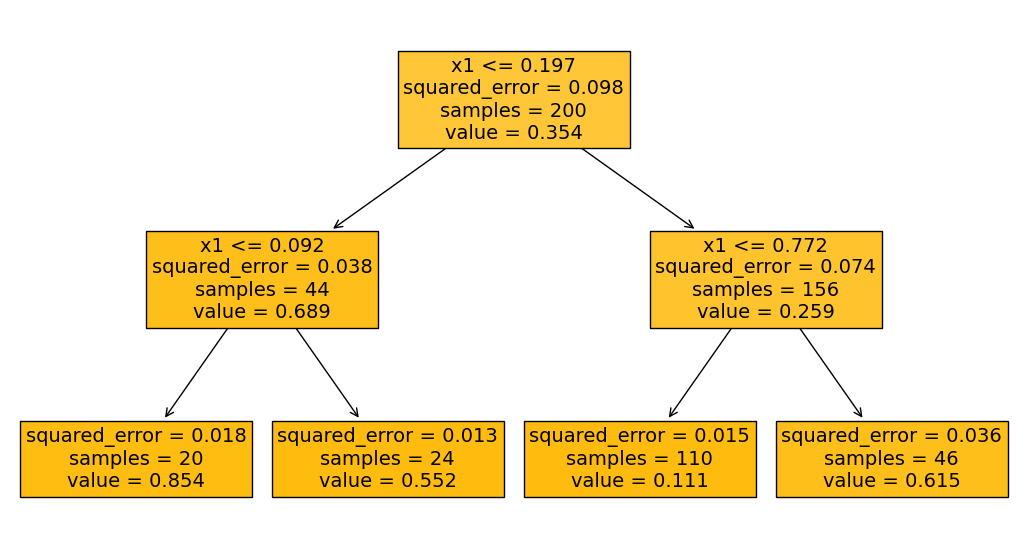 x1 <= 0.197
squared_error = 0.098
samples = 200
value = 0.354
x1 <= 0.092
squared_error = 0.038
samples = 44
value = 0.689
x1 <= 0.772
squared_error = 0.074
samples = 156
value = 0.259
squared_error = 0.018
samples = 20
value = 0.854
squared_error = 0.013
samples = 24
value = 0.552
squared_error = 0.015
samples = 110
value = 0.111
squared_error = 0.036
samples = 46
value = 0.615